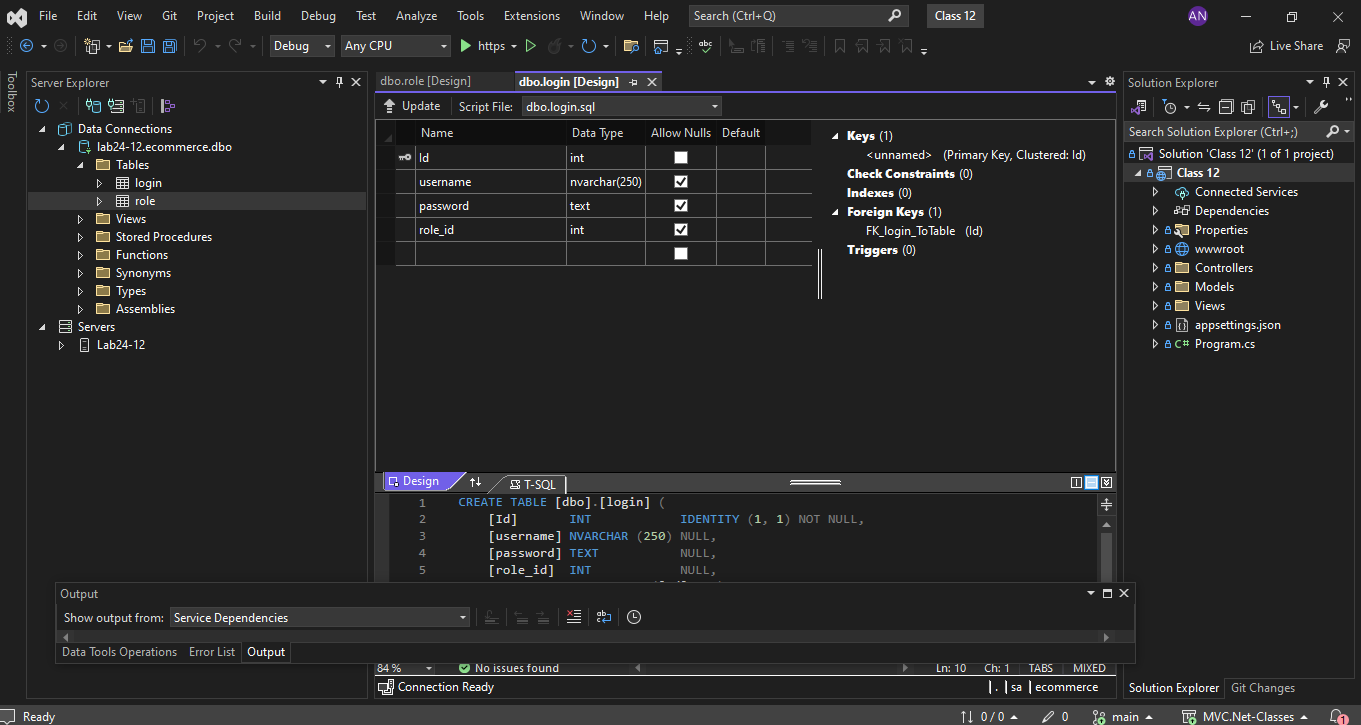 File Edit View Git Project Build Debug Test Analyze Tools Extensions Window Help Search (Ctrl+Q) Class 12 AN
Debug Any CPU https Live Share
Toolbox
Server Explorer
Data Connections
lab24-12.ecommerce.dbo
Tables
login
role
Views
Stored Procedures
Functions
Synonyms
Types
Assemblies
Servers
Lab24-12
dbo.role [Design] dbo.login [Design]
Update Script File: dbo.login.sql
Name Data Type Allow Nulls Default
Id int
username nvarchar(250)
password text
role_id int
Keys (1)
<unnamed> (Primary Key, Clustered: Id)
Check Constraints (0)
Indexes (0)
Foreign Keys (1)
FK_login_ToTable (Id)
Triggers (0)
Design T-SQL
1 CREATE TABLE [dbo].[login] (
2 [Id] INT IDENTITY (1, 1) NOT NULL,
3 [username] NVARCHAR (250) NULL,
4 [password] TEXT NULL,
5 [role_id] INT NULL,
84 % No issues found Ln: 10 Ch: 1 TABS MIXED
Connection Ready . sa ecommerce
Output
Show output from: Service Dependencies
Data Tools Operations Error List Output
Solution Explorer
Search Solution Explorer (Ctrl+;)
Solution 'Class 12' (1 of 1 project)
Class 12
Connected Services
Dependencies
Properties
wwwroot
Controllers
Models
Views
appsettings.json
C# Program.cs
Solution Explorer Git Changes
Ready 0 / 0 0 main MVC.Net-Classes 1